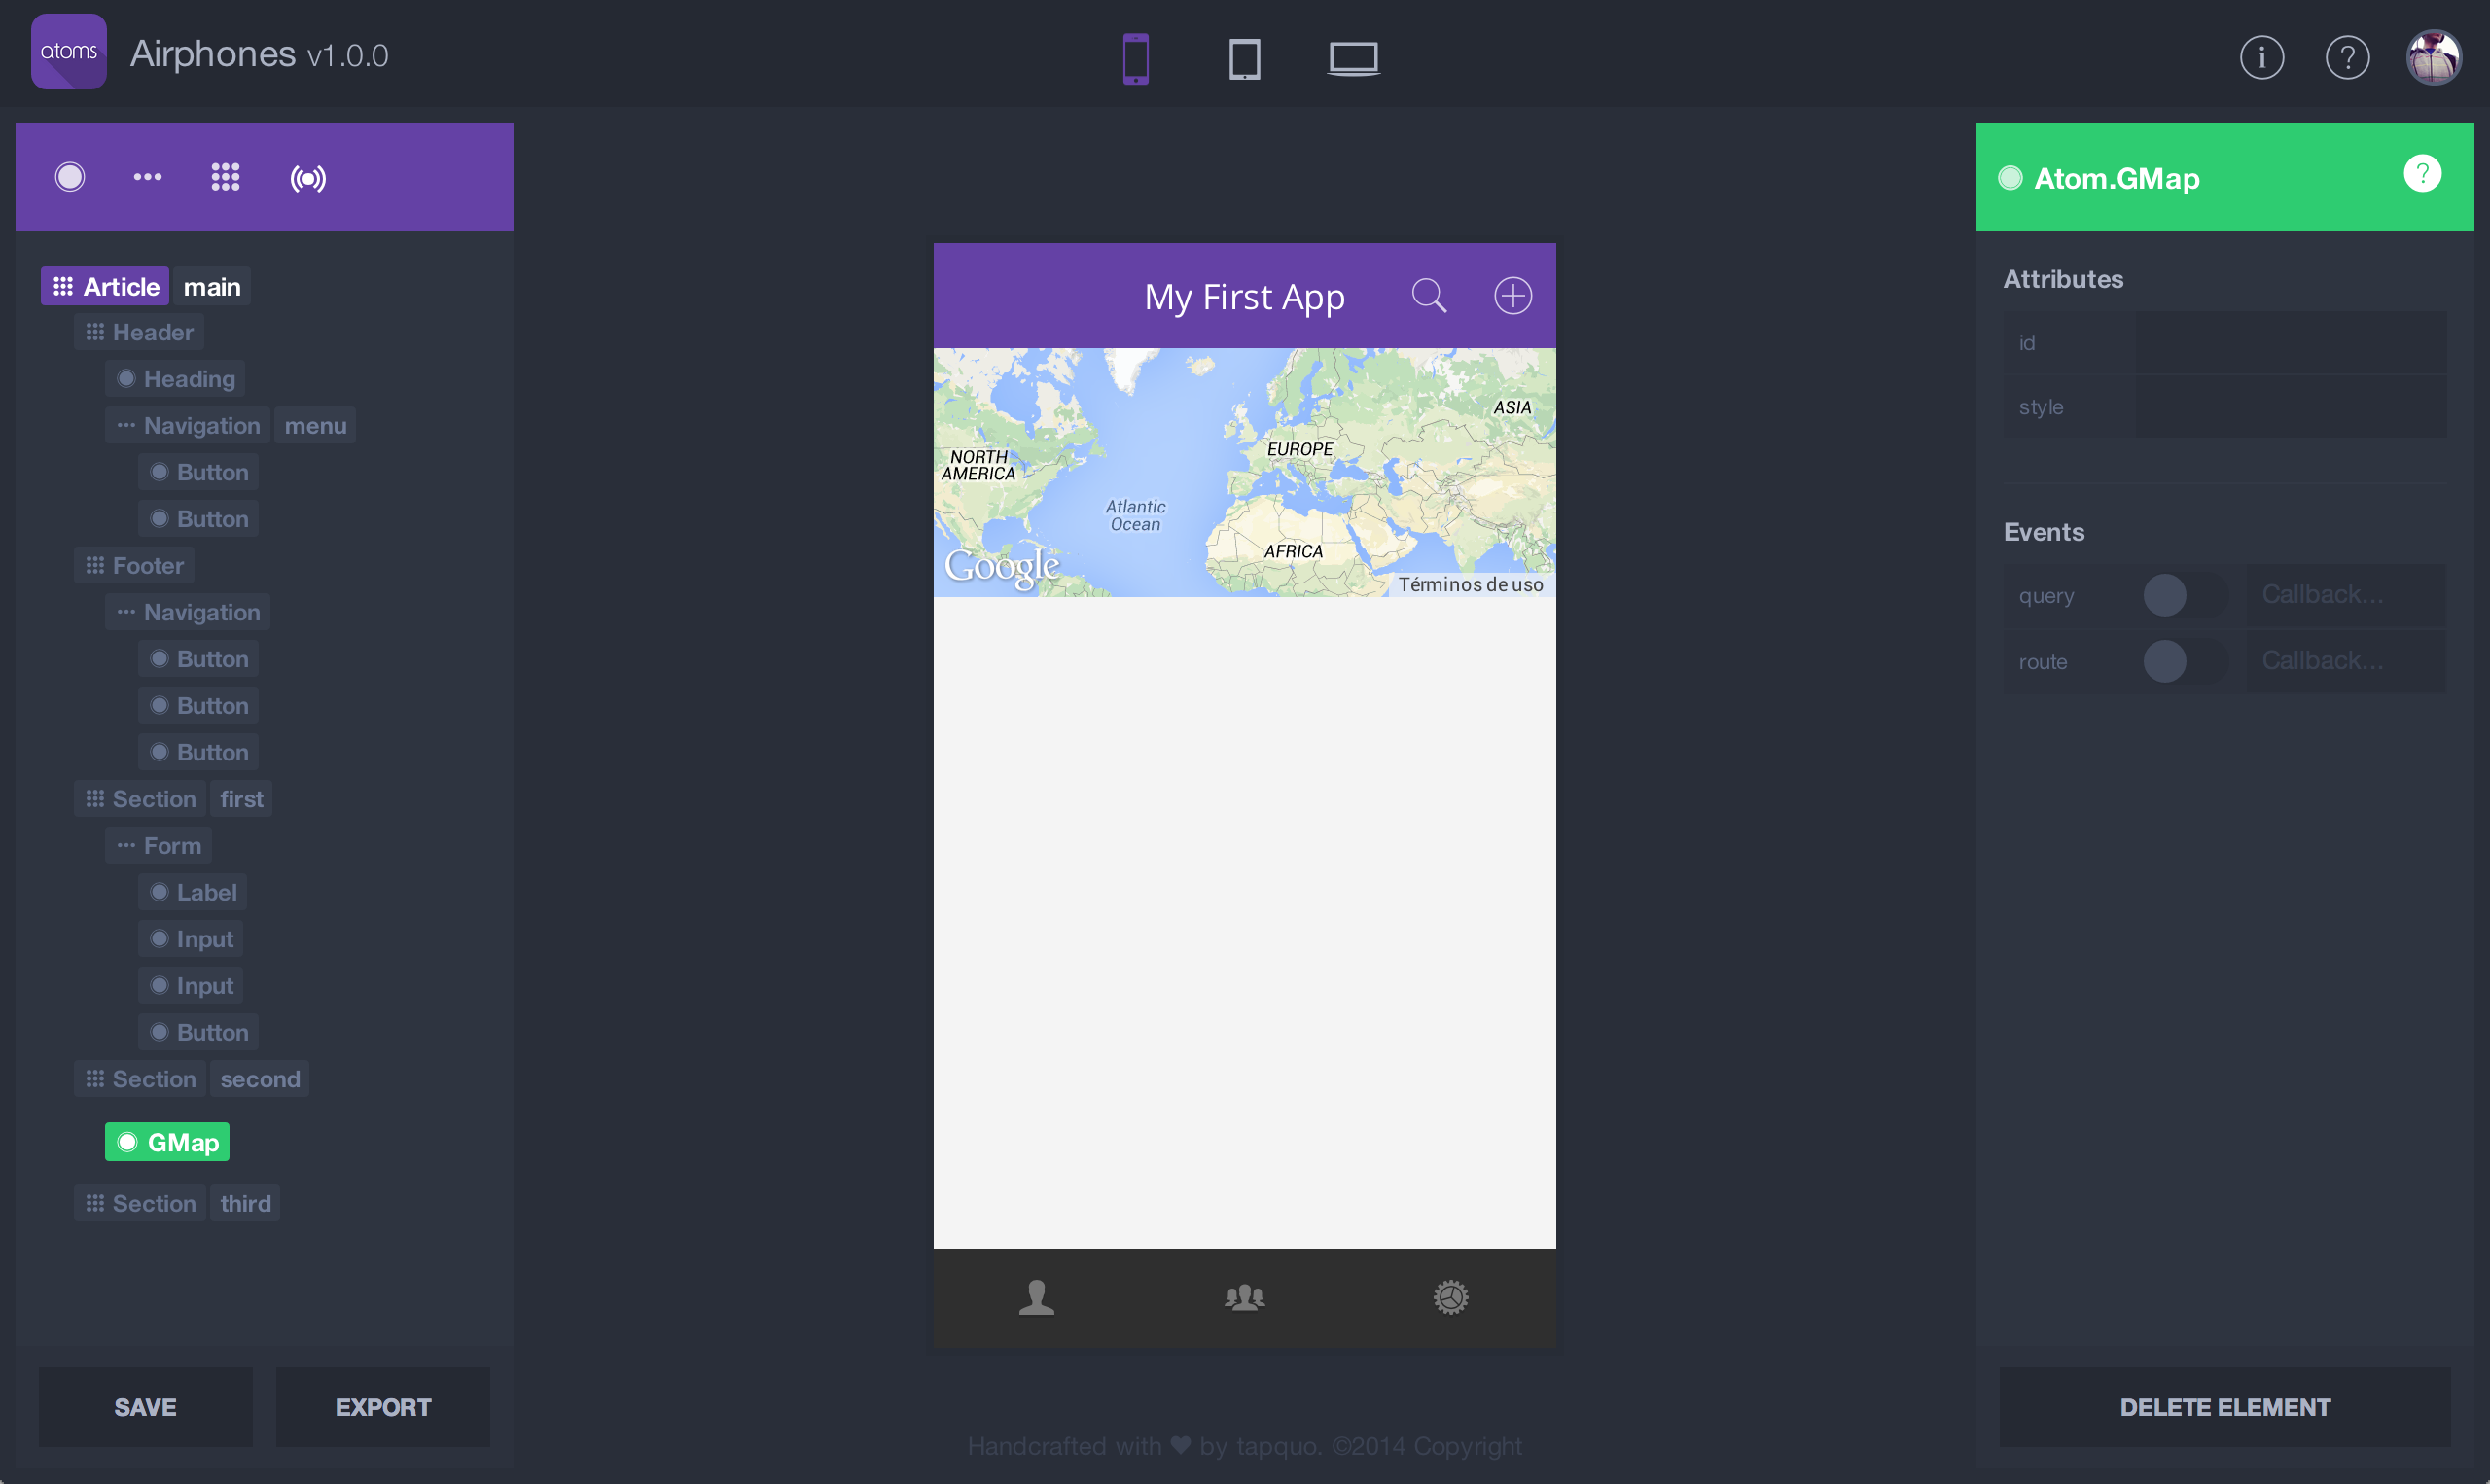 atoms
Airphones v1.0.0
i
?
Article main
Header
Heading
Navigation menu
Button
Button
Footer
Navigation
Button
Button
Button
Section first
Form
Label
Input
Input
Button
Section second
GMap
Section third
SAVE EXPORT
My First App
ASIA
EUROPE
NORTH
AMERICA
Atlantic
Ocean
AFRICA
Google
Términos de uso
Handcrafted with ♥ by tapquo. ©2014 Copyright
Atom.GMap ?
Attributes
id
style
Events
query Callback...
route Callback...
DELETE ELEMENT